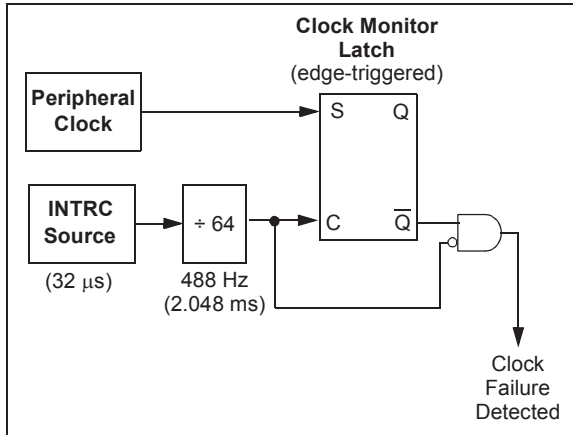 Clock Monitor
Latch
(edge-triggered)
Peripheral
Clock
S Q
INTRC
Source
÷ 64
C Q̅
(32 μs)
488 Hz
(2.048 ms)
Clock
Failure
Detected